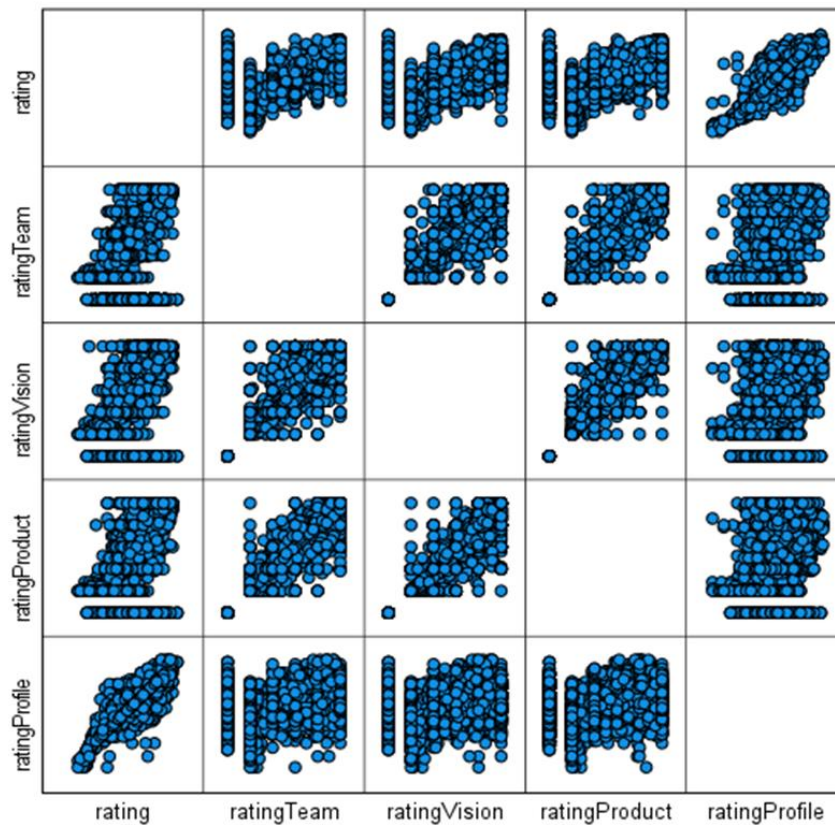 rating
ratingTeam
ratingVision
ratingProduct
ratingProfile
rating
ratingTeam
ratingVision
ratingProduct
ratingProfile